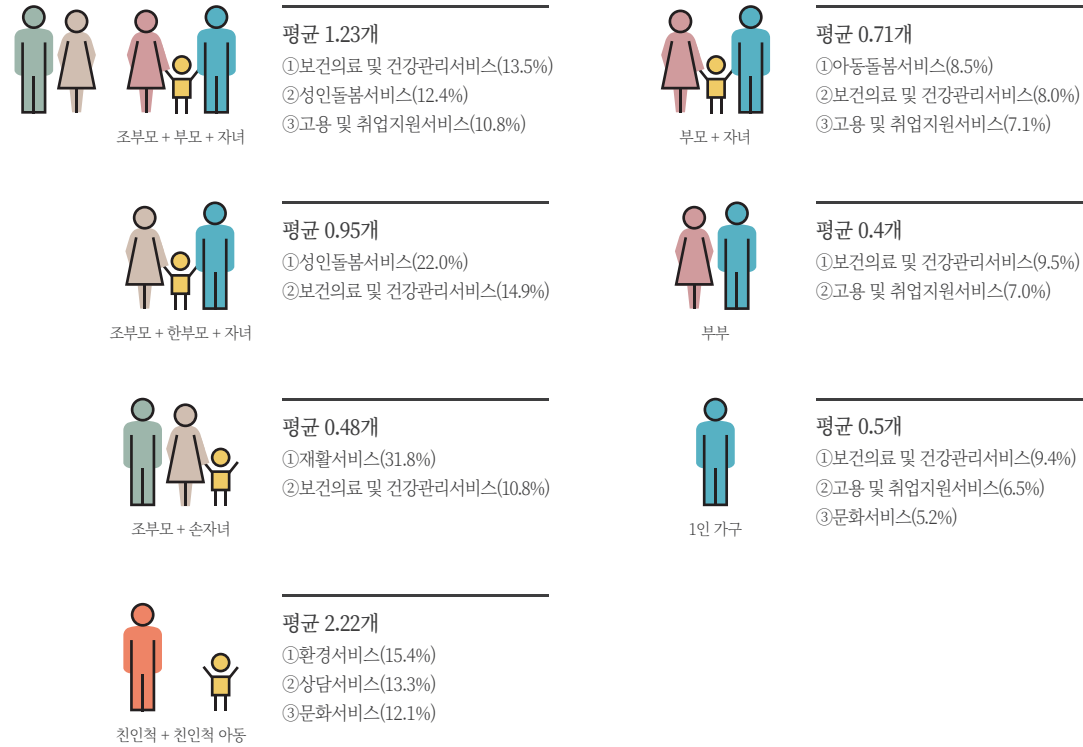 평균 1.23개
①보건의료 및 건강관리서비스(13.5%)
②성인돌봄서비스(12.4%)
③고용 및 취업지원서비스(10.8%)
조부모 + 부모 + 자녀
평균 0.71개
①아동돌봄서비스(8.5%)
②보건의료 및 건강관리서비스(8.0%)
③고용 및 취업지원서비스(7.1%)
부모 + 자녀
평균 0.95개
①성인돌봄서비스(22.0%)
②보건의료 및 건강관리서비스(14.9%)
조부모 + 한부모 + 자녀
평균 0.4개
①보건의료 및 건강관리서비스(9.5%)
②고용 및 취업지원서비스(7.0%)
부부
평균 0.48개
①재활서비스(31.8%)
②보건의료 및 건강관리서비스(10.8%)
조부모 + 손자녀
평균 0.5개
①보건의료 및 건강관리서비스(9.4%)
②고용 및 취업지원서비스(6.5%)
③문화서비스(5.2%)
1인 가구
평균 2.22개
①환경서비스(15.4%)
②상담서비스(13.3%)
③문화서비스(12.1%)
친인척 + 친인척 아동